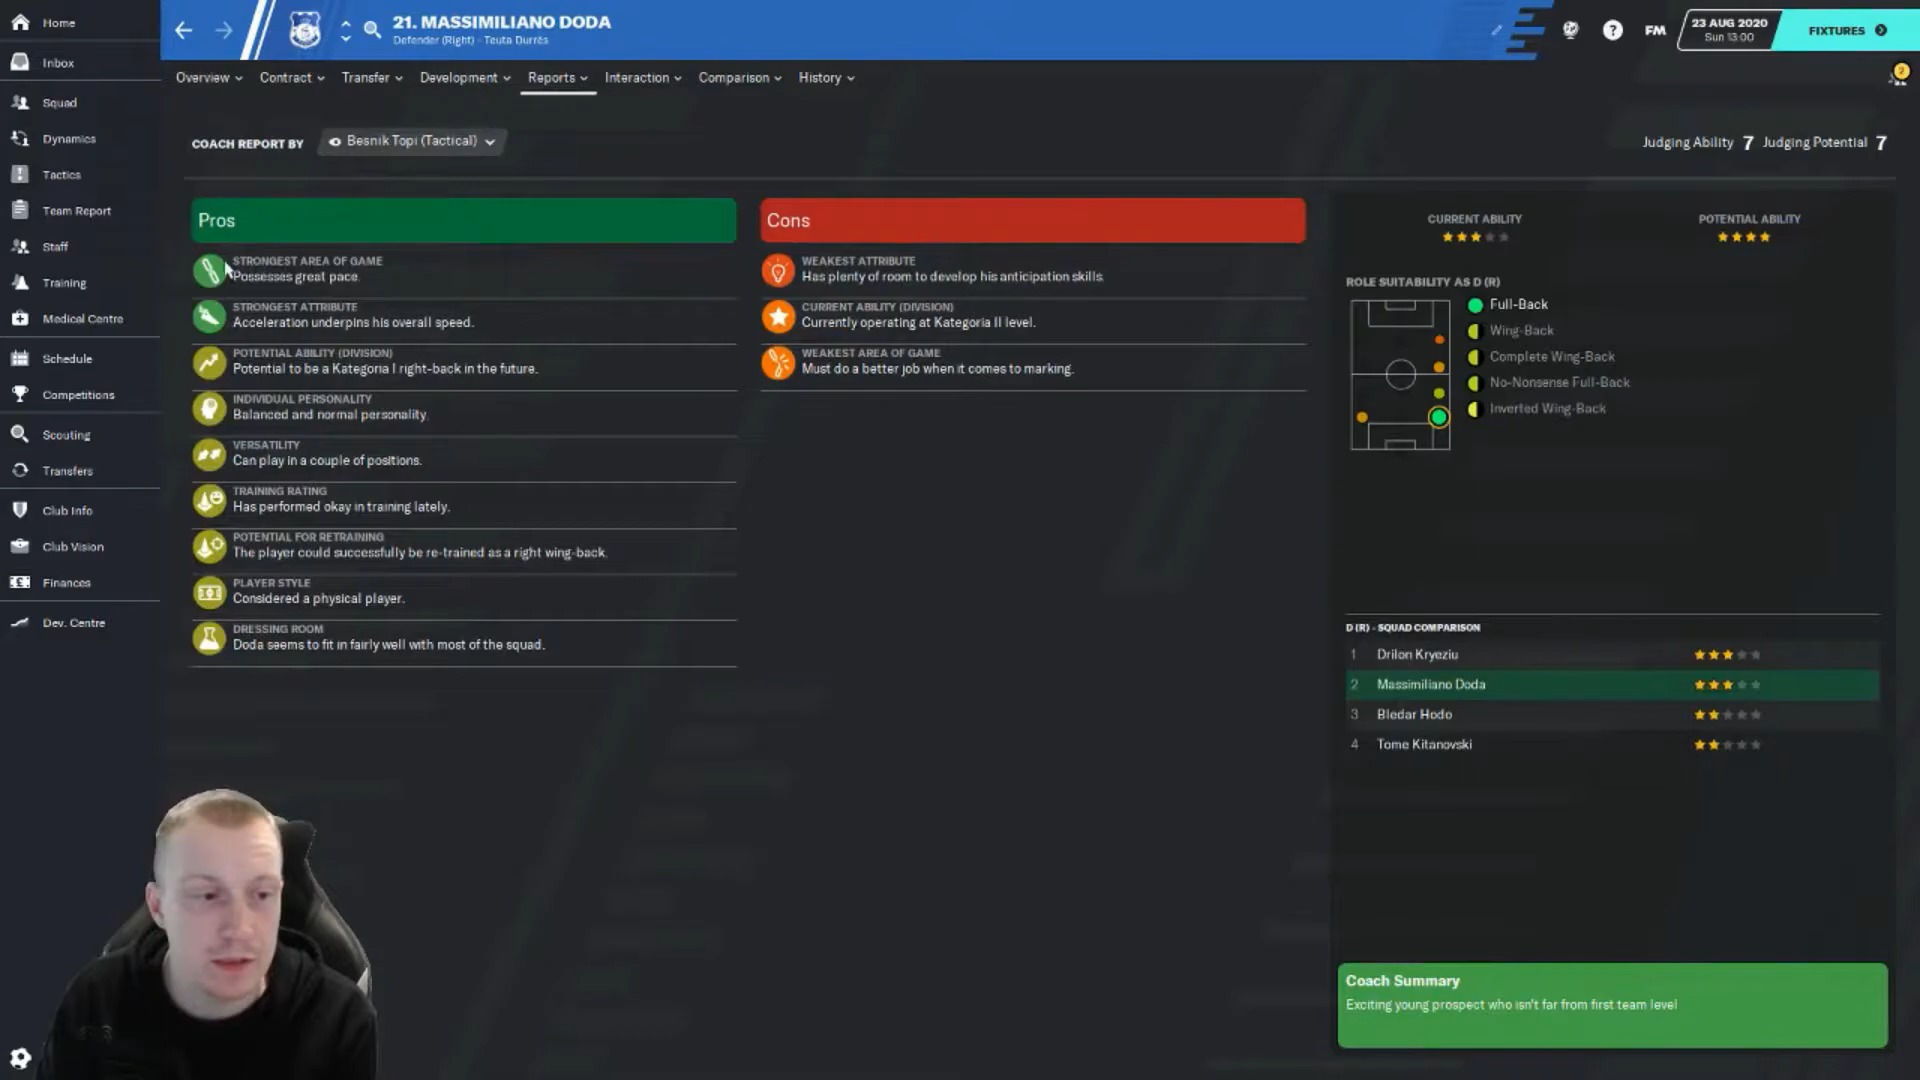 Home
Inbox
Squad
Dynamics
Tactics
Team Report
Staff
Training
Medical Centre
Schedule
Competitions
Scouting
Transfers
Club Info
Club Vision
Finances
Dev. Centre
21. MASSIMILIANO DODA
Defender (Right) - Teuta Durrës
?
FM
23 AUG 2020
Sun 13:00
FIXTURES
2
Overview
Contract
Transfer
Development
Reports
Interaction
Comparison
History
COACH REPORT BY
Besnik Topi (Tactical)
Judging Ability 7 Judging Potential 7
Pros
STRONGEST AREA OF GAME
Possesses great pace.
STRONGEST ATTRIBUTE
Acceleration underpins his overall speed.
POTENTIAL ABILITY (DIVISION)
Potential to be a Kategoria I right-back in the future.
INDIVIDUAL PERSONALITY
Balanced and normal personality.
VERSATILITY
Can play in a couple of positions.
TRAINING RATING
Has performed okay in training lately.
POTENTIAL FOR RETRAINING
The player could successfully be re-trained as a right wing-back.
PLAYER STYLE
Considered a physical player.
DRESSING ROOM
Doda seems to fit in fairly well with most of the squad.
Cons
WEAKEST ATTRIBUTE
Has plenty of room to develop his anticipation skills.
CURRENT ABILITY (DIVISION)
Currently operating at Kategoria II level.
WEAKEST AREA OF GAME
Must do a better job when it comes to marking.
CURRENT ABILITY
POTENTIAL ABILITY
ROLE SUITABILITY AS D (R)
Full-Back
Wing-Back
Complete Wing-Back
No-Nonsense Full-Back
Inverted Wing-Back
D (R) - SQUAD COMPARISON
1 Drilon Kryeziu
2 Massimiliano Doda
3 Bledar Hodo
4 Tome Kitanovski
Coach Summary
Exciting young prospect who isn't far from first team level